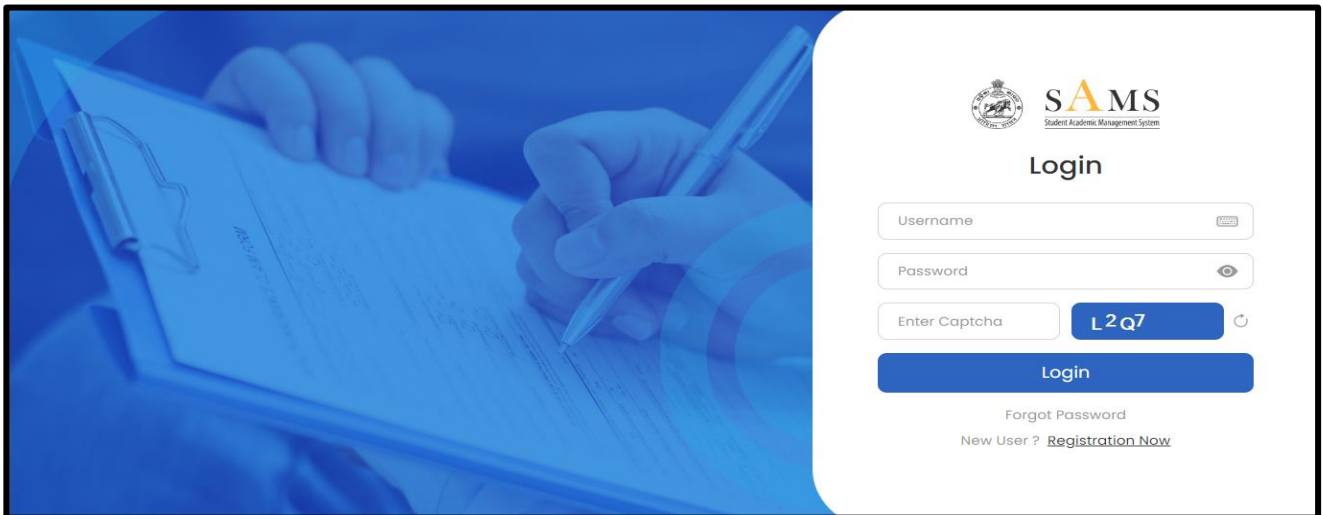 SAMS
Student Academic Management System
Login
Username
Password
Enter Captcha
L2Q7
Login
Forgot Password
New User ? Registration Now